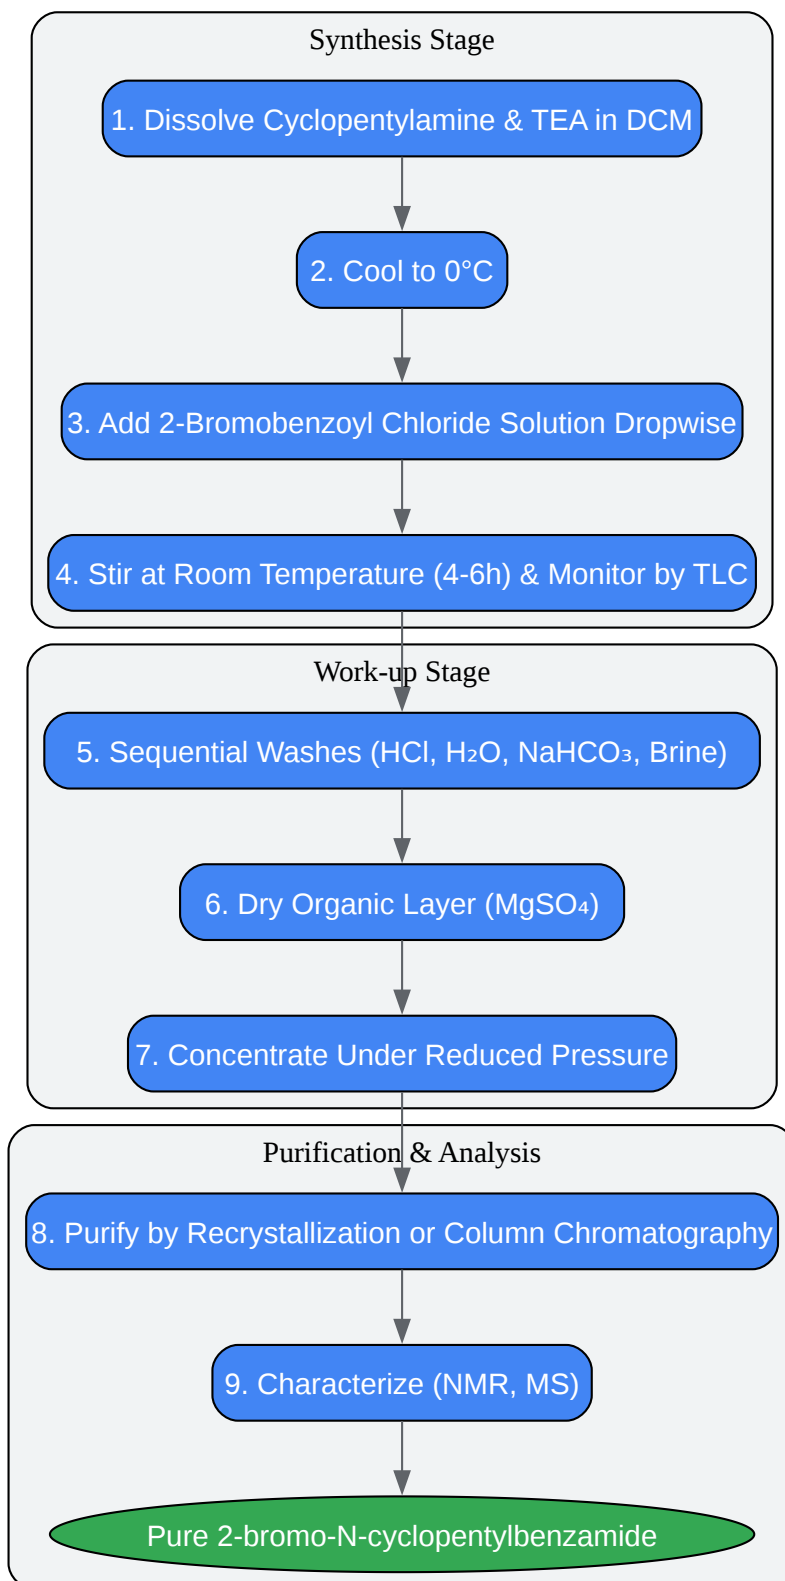 Synthesis Stage
1. Dissolve Cyclopentylamine & TEA in DCM
2. Cool to 0°C
3. Add 2-Bromobenzoyl Chloride Solution Dropwise
4. Stir at Room Temperature (4-6h) & Monitor by TLC
Work-up Stage
5. Sequential Washes (HCl, H₂O, NaHCO₃, Brine)
6. Dry Organic Layer (MgSO₄)
7. Concentrate Under Reduced Pressure
Purification & Analysis
8. Purify by Recrystallization or Column Chromatography
9. Characterize (NMR, MS)
Pure 2-bromo-N-cyclopentylbenzamide